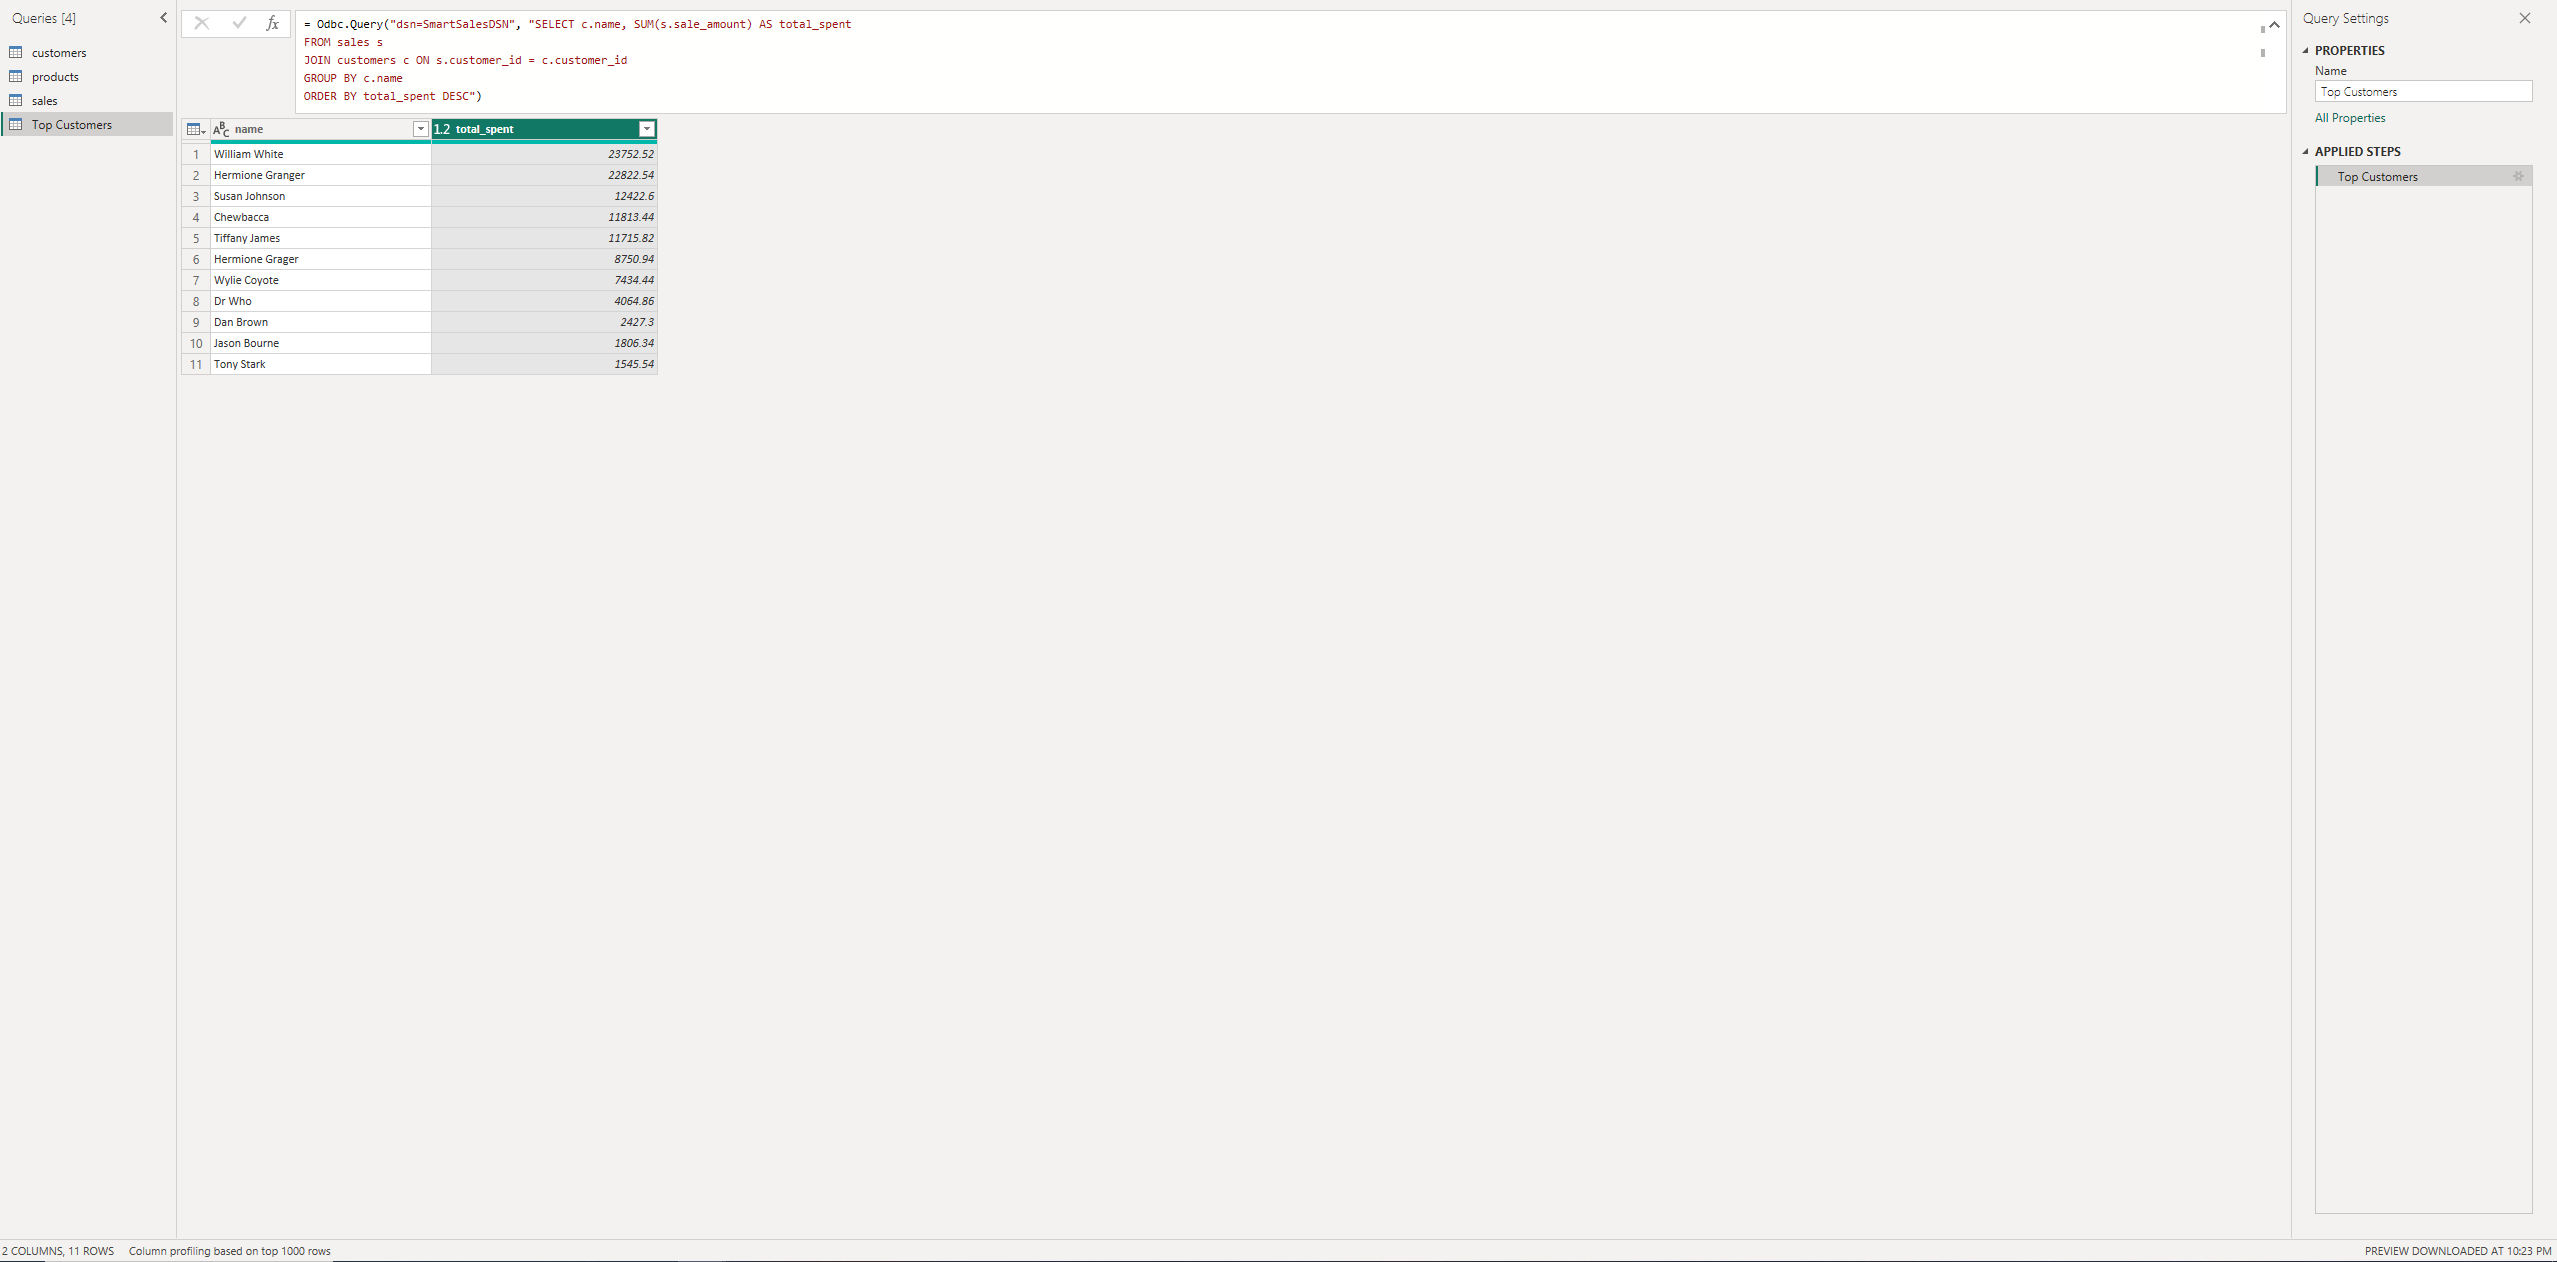 Queries [4]
customers
products
sales
Top Customers
fx
= Odbc.Query("dsn=SmartSalesDSN", "SELECT c.name, SUM(s.sale_amount) AS total_spent
FROM sales s
JOIN customers c ON s.customer_id = c.customer_id
GROUP BY c.name
ORDER BY total_spent DESC")
ABC name 1.2 total_spent
1 William White 23752.52
2 Hermione Granger 22822.54
3 Susan Johnson 12422.6
4 Chewbacca 11813.44
5 Tiffany James 11715.82
6 Hermione Grager 8750.94
7 Wylie Coyote 7434.44
8 Dr Who 4064.86
9 Dan Brown 2427.3
10 Jason Bourne 1806.34
11 Tony Stark 1545.54
Query Settings
PROPERTIES
Name
Top Customers
All Properties
APPLIED STEPS
Top Customers
2 COLUMNS, 11 ROWS Column profiling based on top 1000 rows
PREVIEW DOWNLOADED AT 10:23 PM